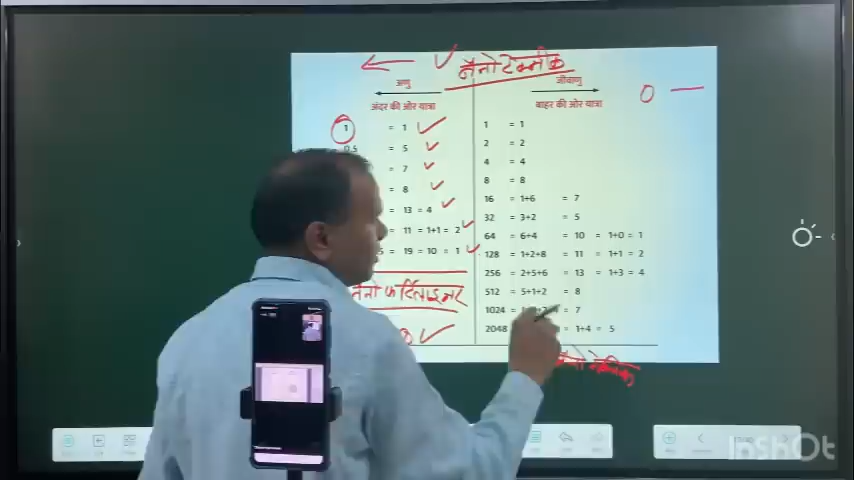 नैनो टेक्नीक
अणु
जीवाणु
अंदर की ओर यात्रा
बाहर की ओर यात्रा
1 = 1
0.5 = 5
= 7
= 8
= 13 = 4
= 11 = 1+1 = 2
5 = 19 = 10 = 1
नैनो फर्टिलाइजर
1 = 1
2 = 2
4 = 4
8 = 8
16 = 1+6 = 7
32 = 3+2 = 5
64 = 6+4 = 10 = 1+0 = 1
128 = 1+2+8 = 11 = 1+1 = 2
256 = 2+5+6 = 13 = 1+3 = 4
512 = 5+1+2 = 8
1024 = = 7
2048 = 1+4 = 5
InShOt